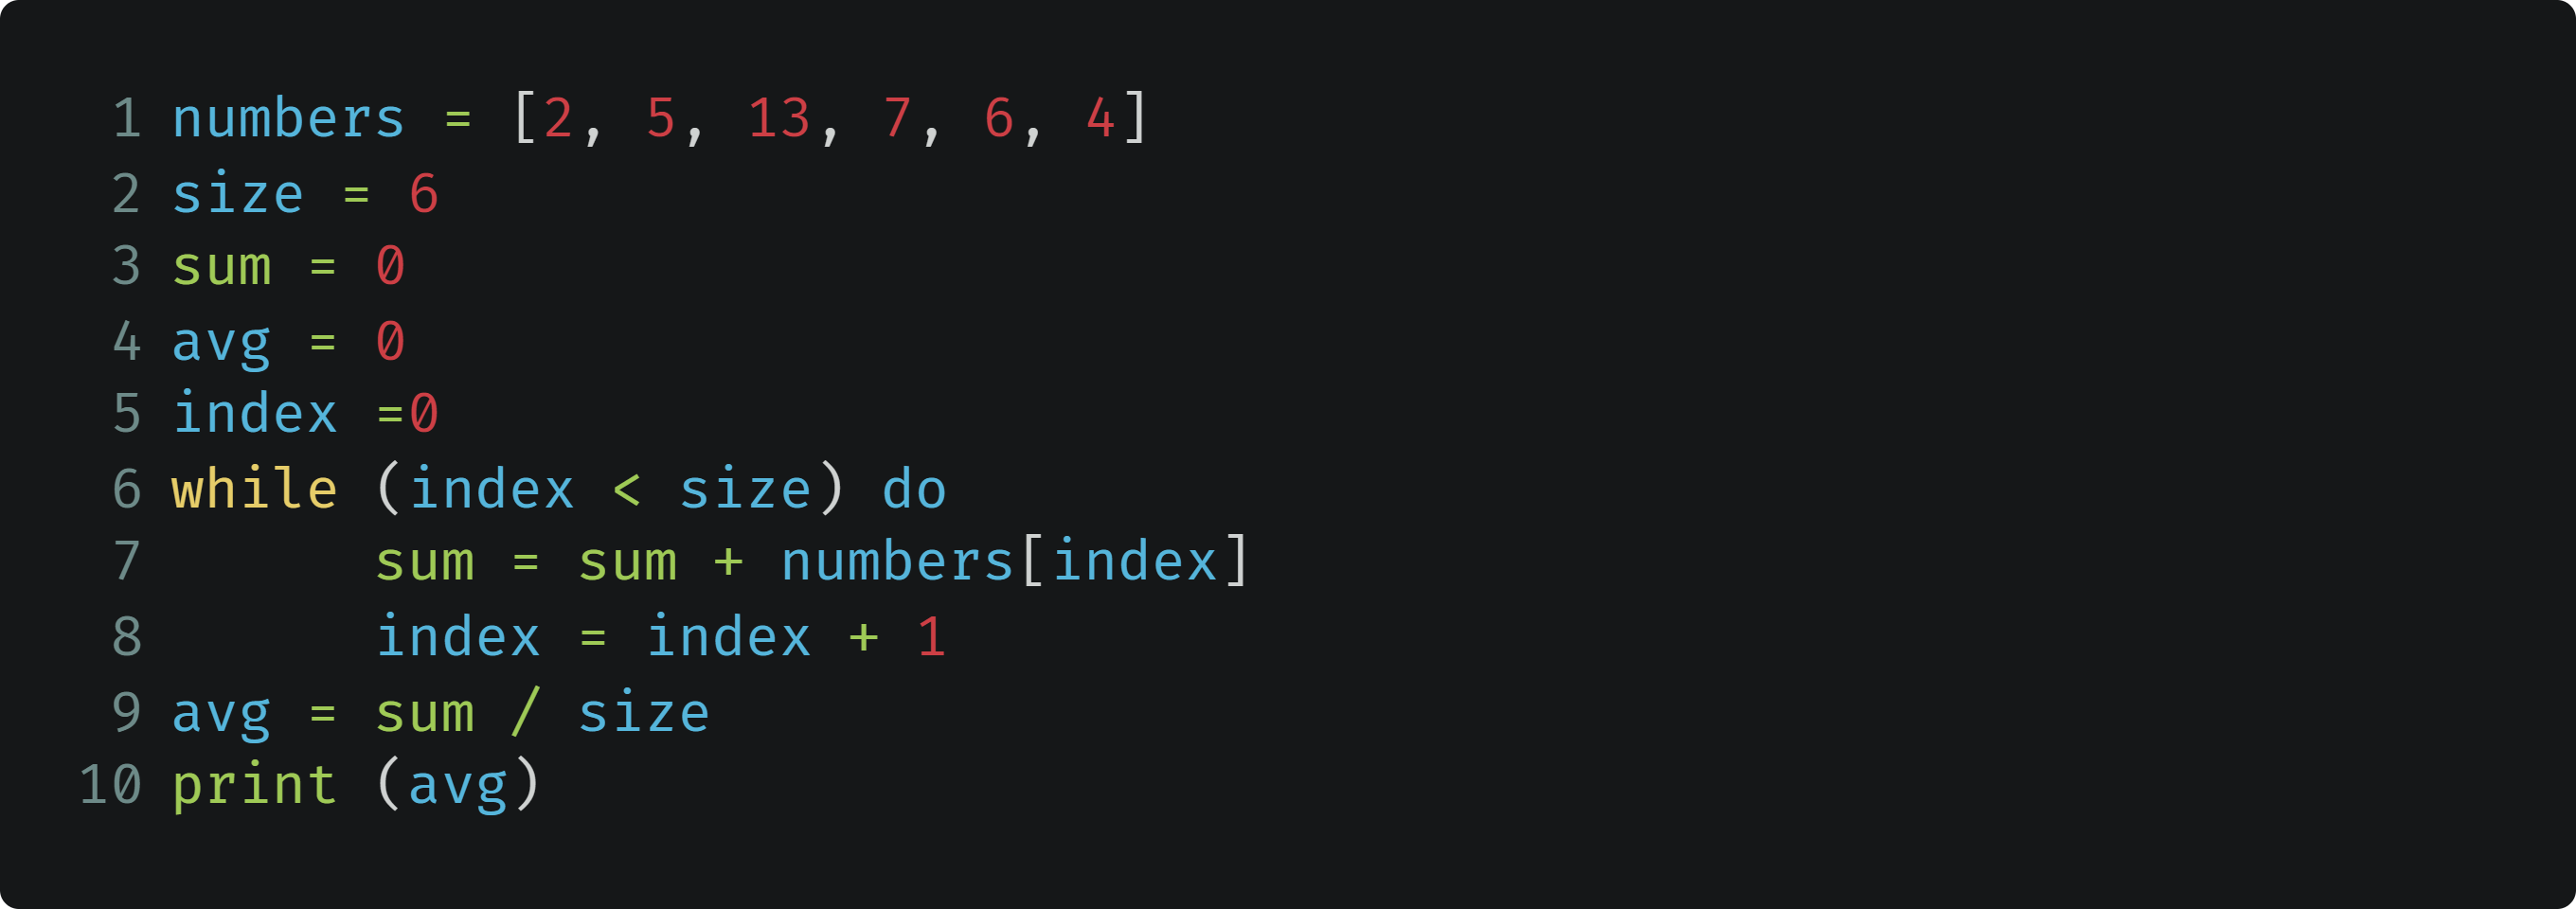 1 numbers = [2, 5, 13, 7, 6, 4]
2 size = 6
3 sum = 0
4 avg = 0
5 index =0
6 while (index < size) do
7       sum = sum + numbers[index]
8       index = index + 1
9 avg = sum / size
10 print (avg)